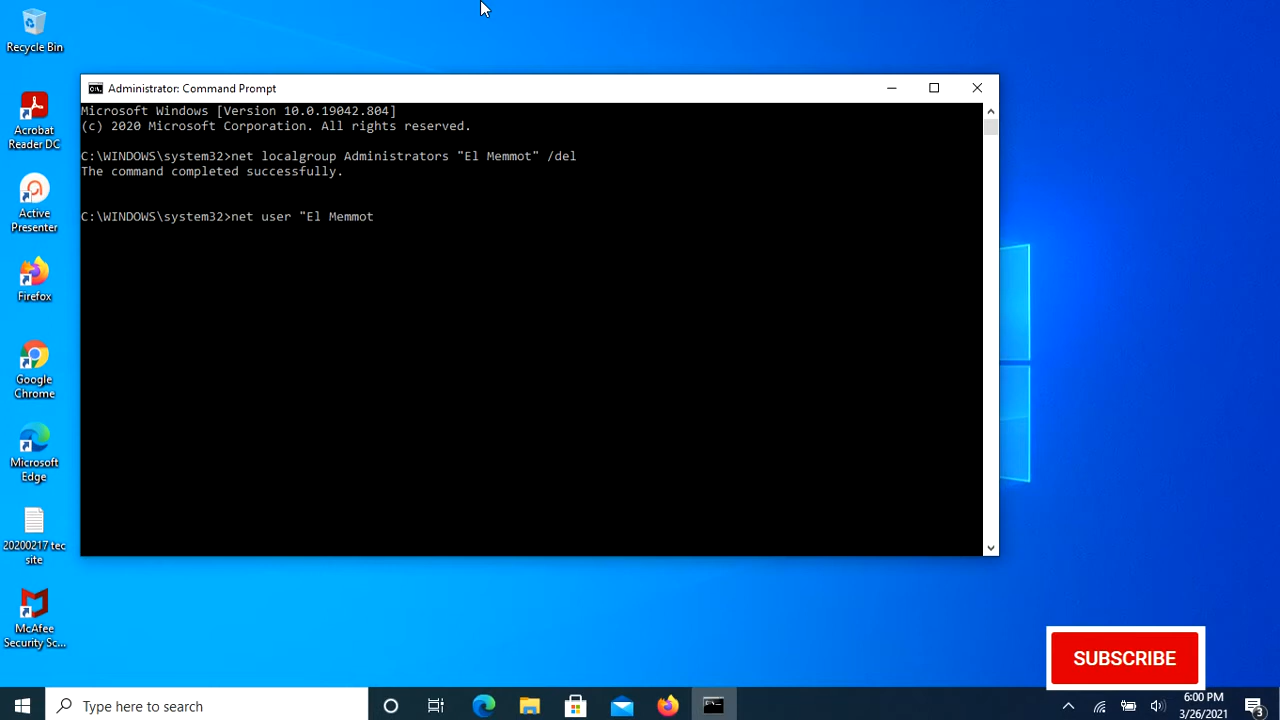 Recycle Bin
Acrobat
Reader DC
Active
Presenter
Firefox
Google
Chrome
Microsoft
Edge
20200217 tec
site
McAfee
Security Sc...
Administrator: Command Prompt
Microsoft Windows [Version 10.0.19042.804]
(c) 2020 Microsoft Corporation. All rights reserved.
C:\WINDOWS\system32>net localgroup Administrators "El Memmot" /del
The command completed successfully.
C:\WINDOWS\system32>net user "El Memmot
SUBSCRIBE
Type here to search
6:00 PM
3/26/2021
3